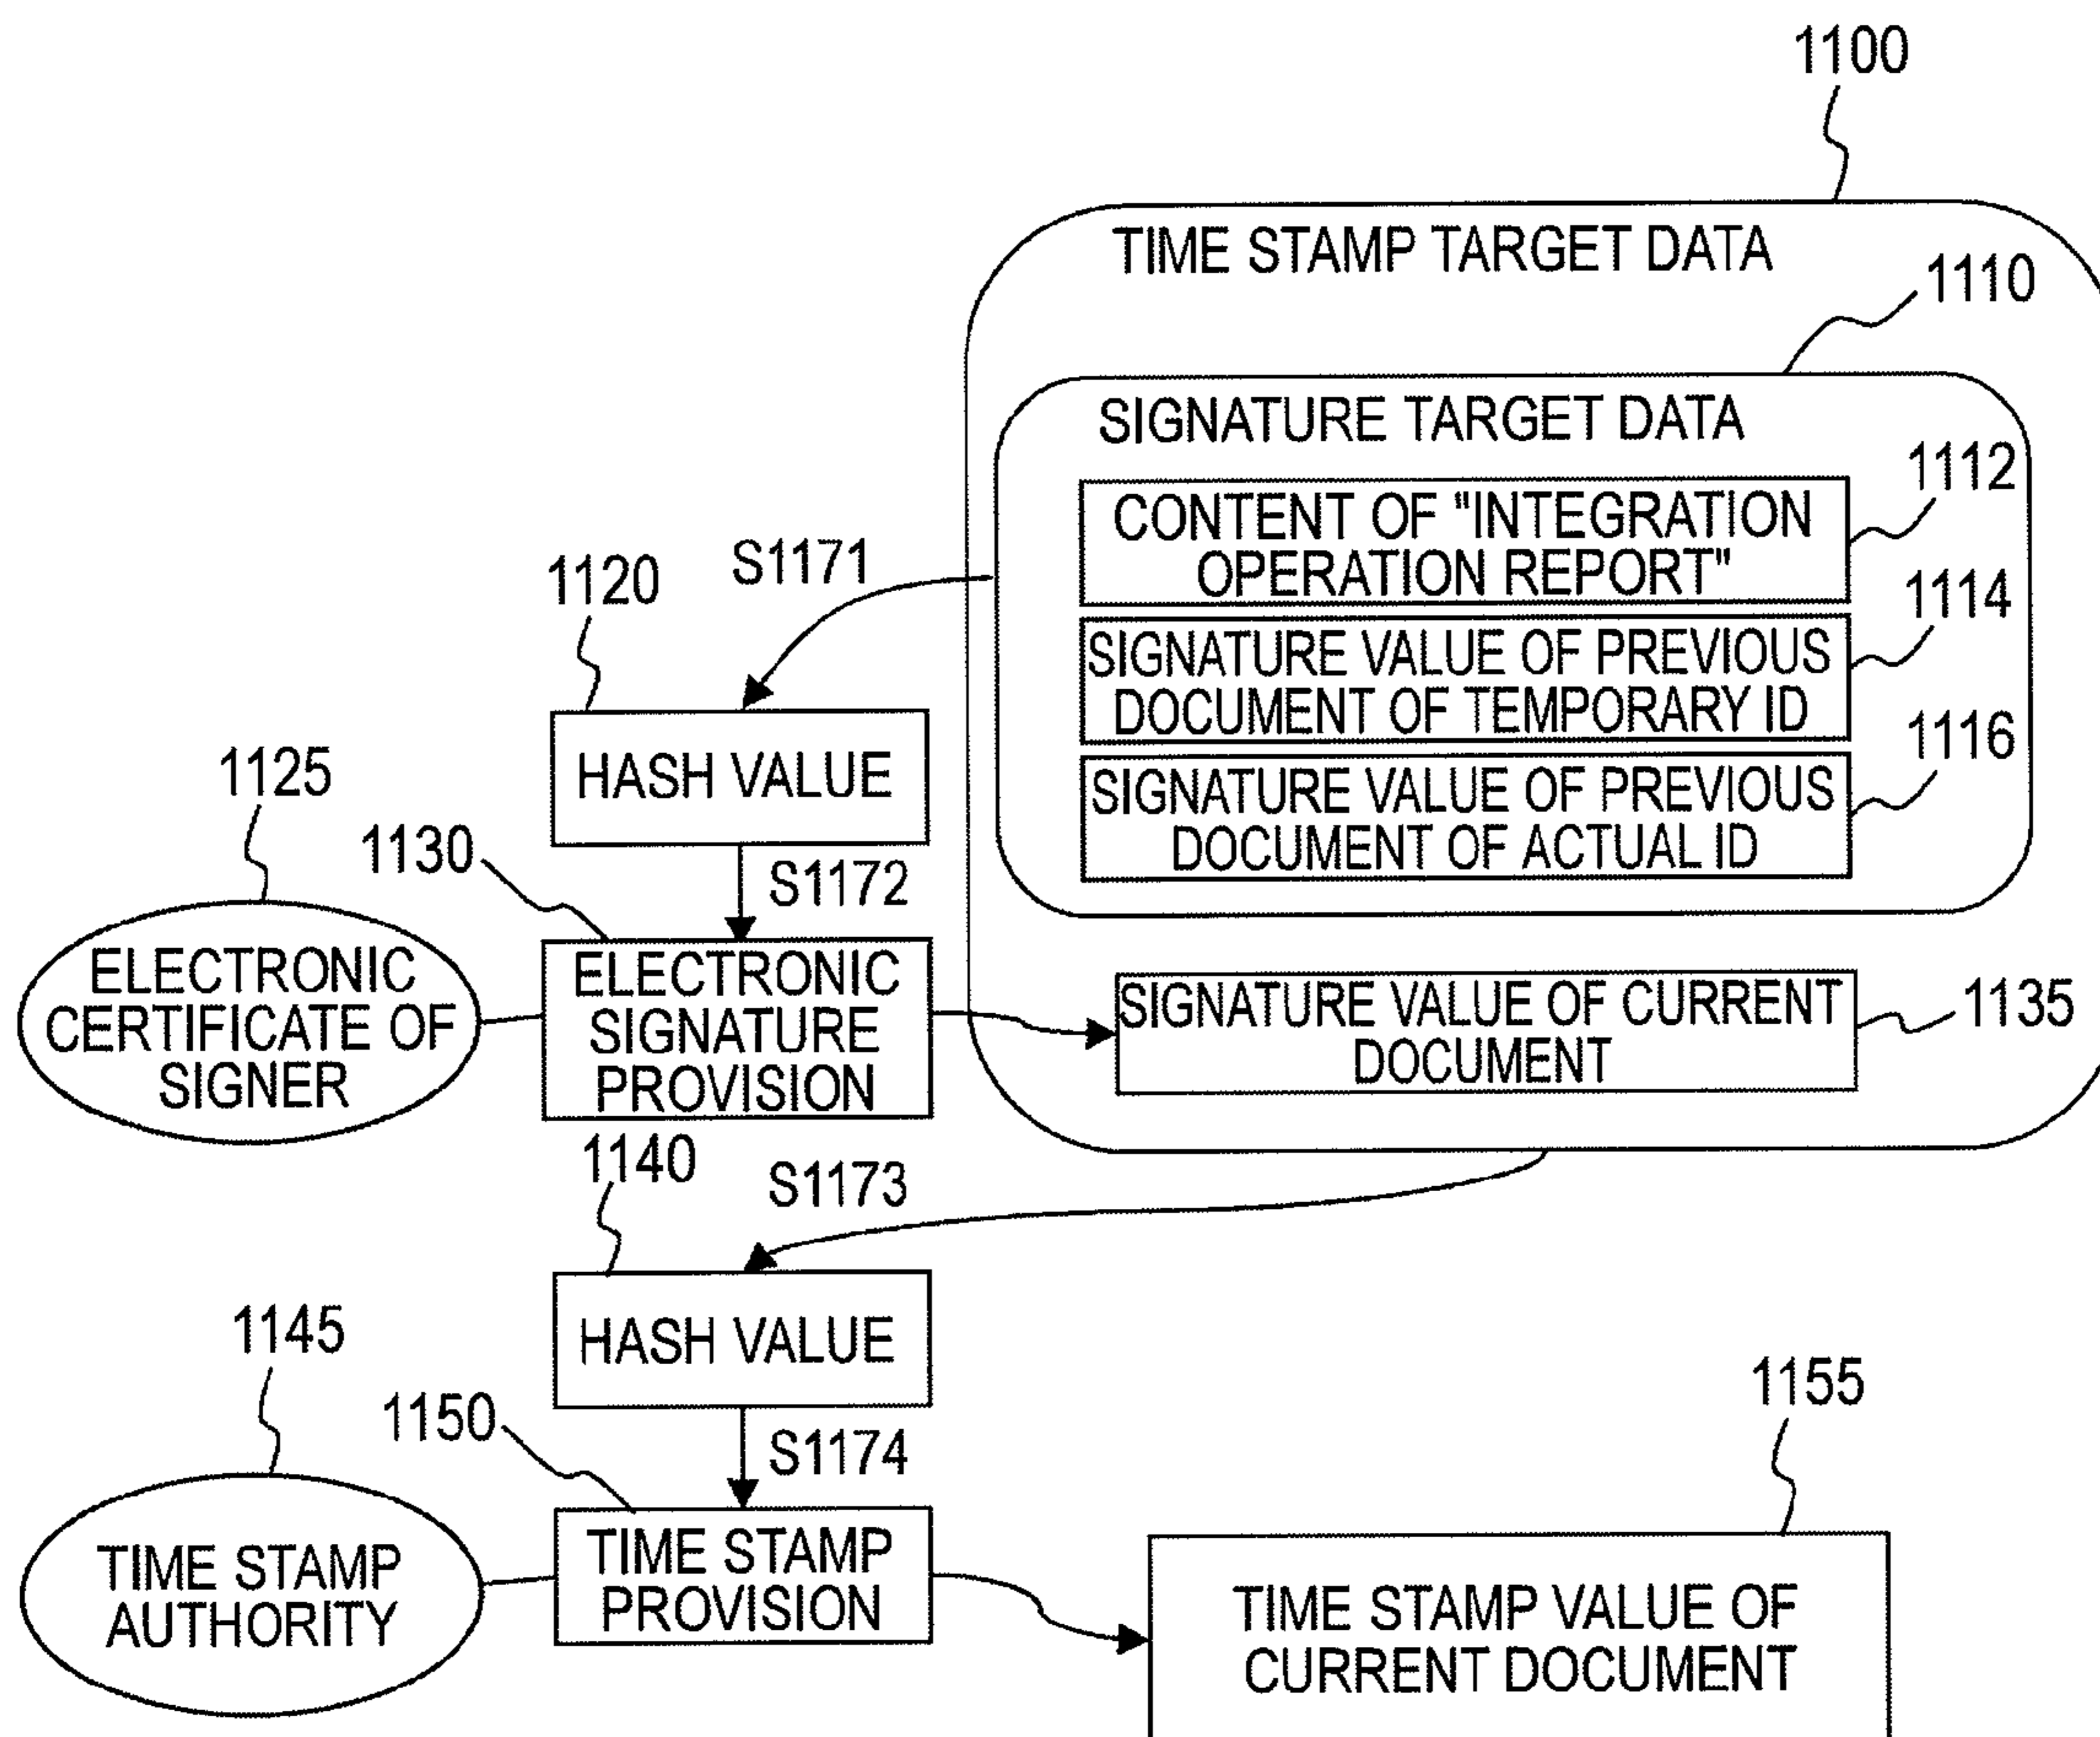 1100
TIME STAMP TARGET DATA
1110
SIGNATURE TARGET DATA
1112
CONTENT OF "INTEGRATION
OPERATION REPORT"
1114
SIGNATURE VALUE OF PREVIOUS
DOCUMENT OF TEMPORARY ID
1116
SIGNATURE VALUE OF PREVIOUS
DOCUMENT OF ACTUAL ID
S1171
1120
HASH VALUE
1125
1130
S1172
ELECTRONIC
CERTIFICATE OF
SIGNER
ELECTRONIC
SIGNATURE
PROVISION
SIGNATURE VALUE OF CURRENT
DOCUMENT
1135
1140
S1173
HASH VALUE
1145
1150
S1174
1155
TIME STAMP
AUTHORITY
TIME STAMP
PROVISION
TIME STAMP VALUE OF
CURRENT DOCUMENT